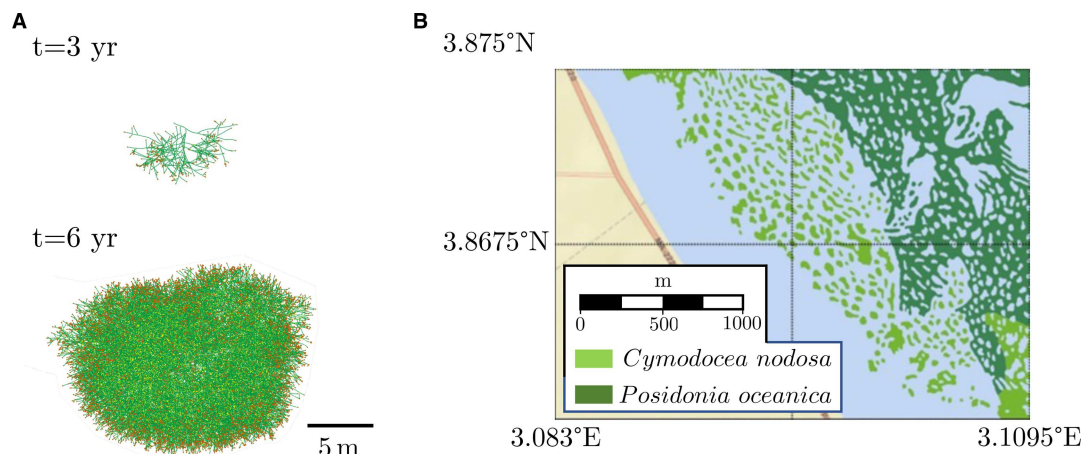 A
t=3 yr
t=6 yr
5 m
B
3.875°N
3.8675°N
m
0 500 1000
Cymodocea nodosa
Posidonia oceanica
3.083°E 3.1095°E